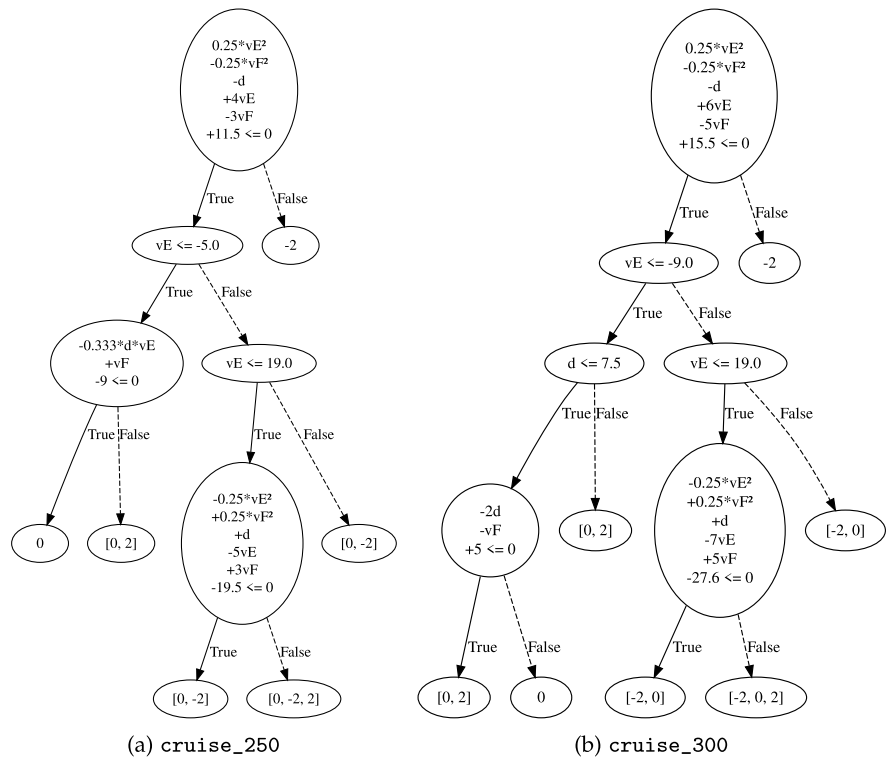 0.25*vE²
-0.25*vF²
-d
+4vE
-3vF
+11.5 <= 0
True
False
vE <= -5.0
-2
True
False
-0.333*d*vE
+vF
-9 <= 0
vE <= 19.0
True
False
True
False
0
[0, 2]
-0.25*vE²
+0.25*vF²
+d
-5vE
+3vF
-19.5 <= 0
[0, -2]
True
False
[0, -2]
[0, -2, 2]
(a) cruise_250
0.25*vE²
-0.25*vF²
-d
+6vE
-5vF
+15.5 <= 0
True
False
vE <= -9.0
-2
True
False
d <= 7.5
vE <= 19.0
True
False
True
False
-2d
-vF
+5 <= 0
[0, 2]
-0.25*vE²
+0.25*vF²
+d
-7vE
+5vF
-27.6 <= 0
[-2, 0]
True
False
True
False
[0, 2]
0
[-2, 0]
[-2, 0, 2]
(b) cruise_300